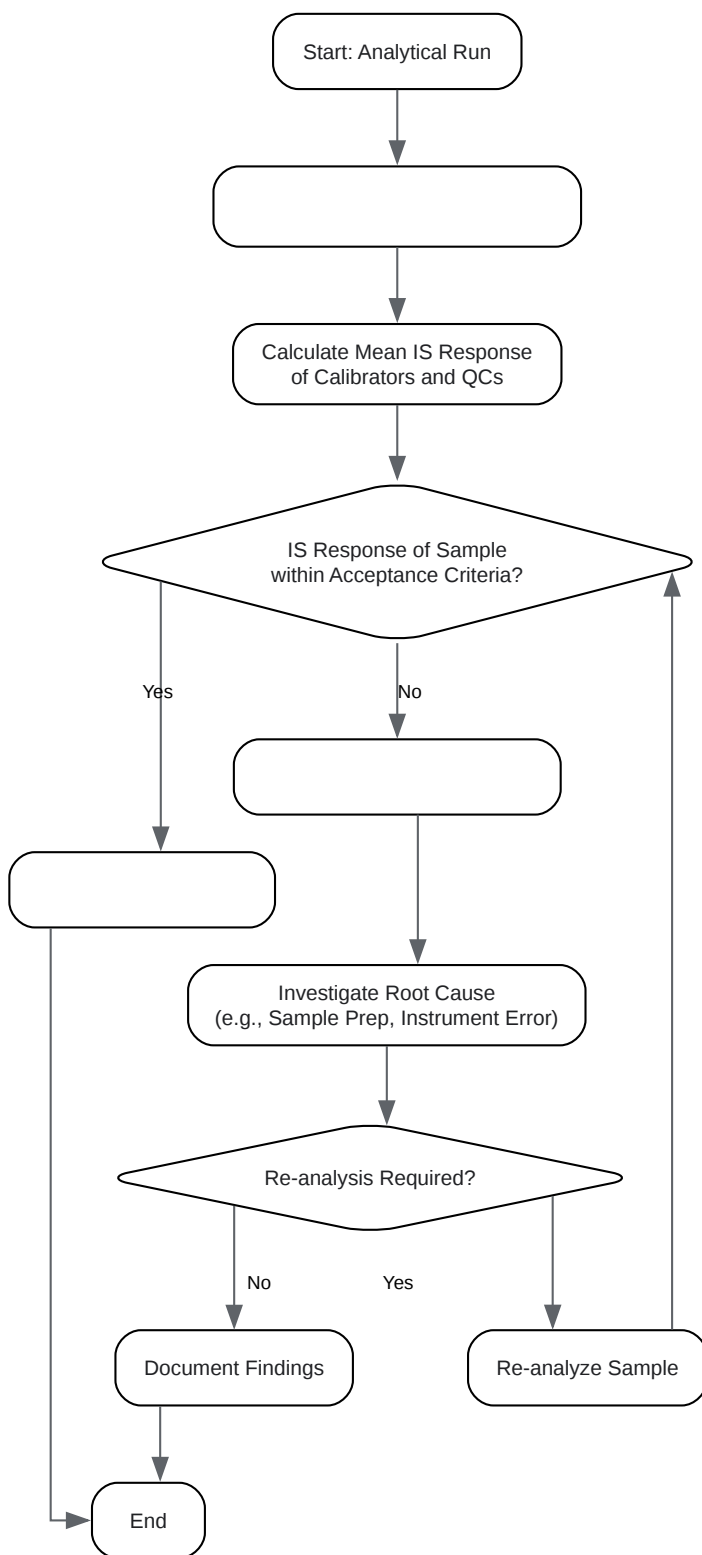 Start: Analytical Run
Calculate Mean IS Response
of Calibrators and QCs
IS Response of Sample
within Acceptance Criteria?
Yes
No
Investigate Root Cause
(e.g., Sample Prep, Instrument Error)
Re-analysis Required?
No
Yes
Document Findings
Re-analyze Sample
End